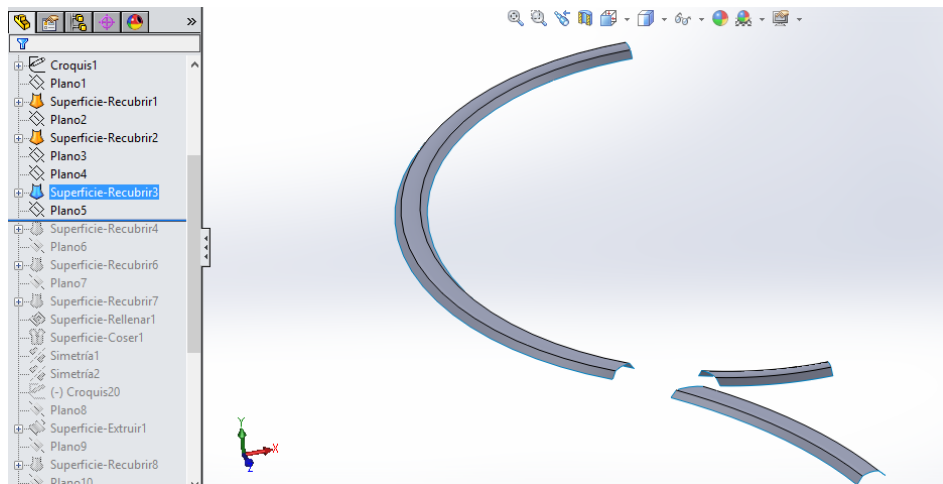 »
Croquis1
Plano1
Superficie-Recubrir1
Plano2
Superficie-Recubrir2
Plano3
Plano4
Superficie-Recubrir3
Plano5
Superficie-Recubrir4
Plano6
Superficie-Recubrir6
Plano7
Superficie-Recubrir7
Superficie-Rellenar1
Superficie-Coser1
Simetría1
Simetría2
(-) Croquis20
Plano8
Superficie-Extruir1
Plano9
Superficie-Recubrir8
Plano10
Y
X
Z